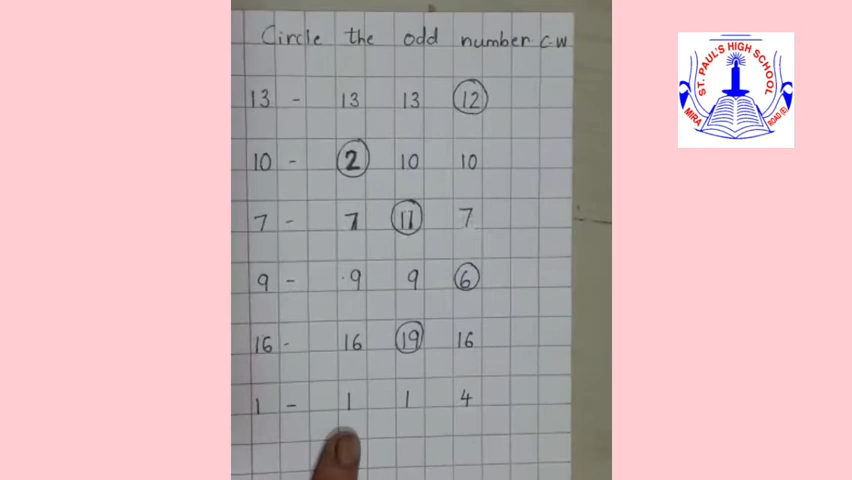 Circle the odd number C.W
13 - 13 13 12
10 - 2 10 10
7 - 7 11 7
9 - 9 9 6
16 - 16 19 16
1 - 1 1 4
ST. PAUL'S HIGH SCHOOL
MIRA ROAD (E)